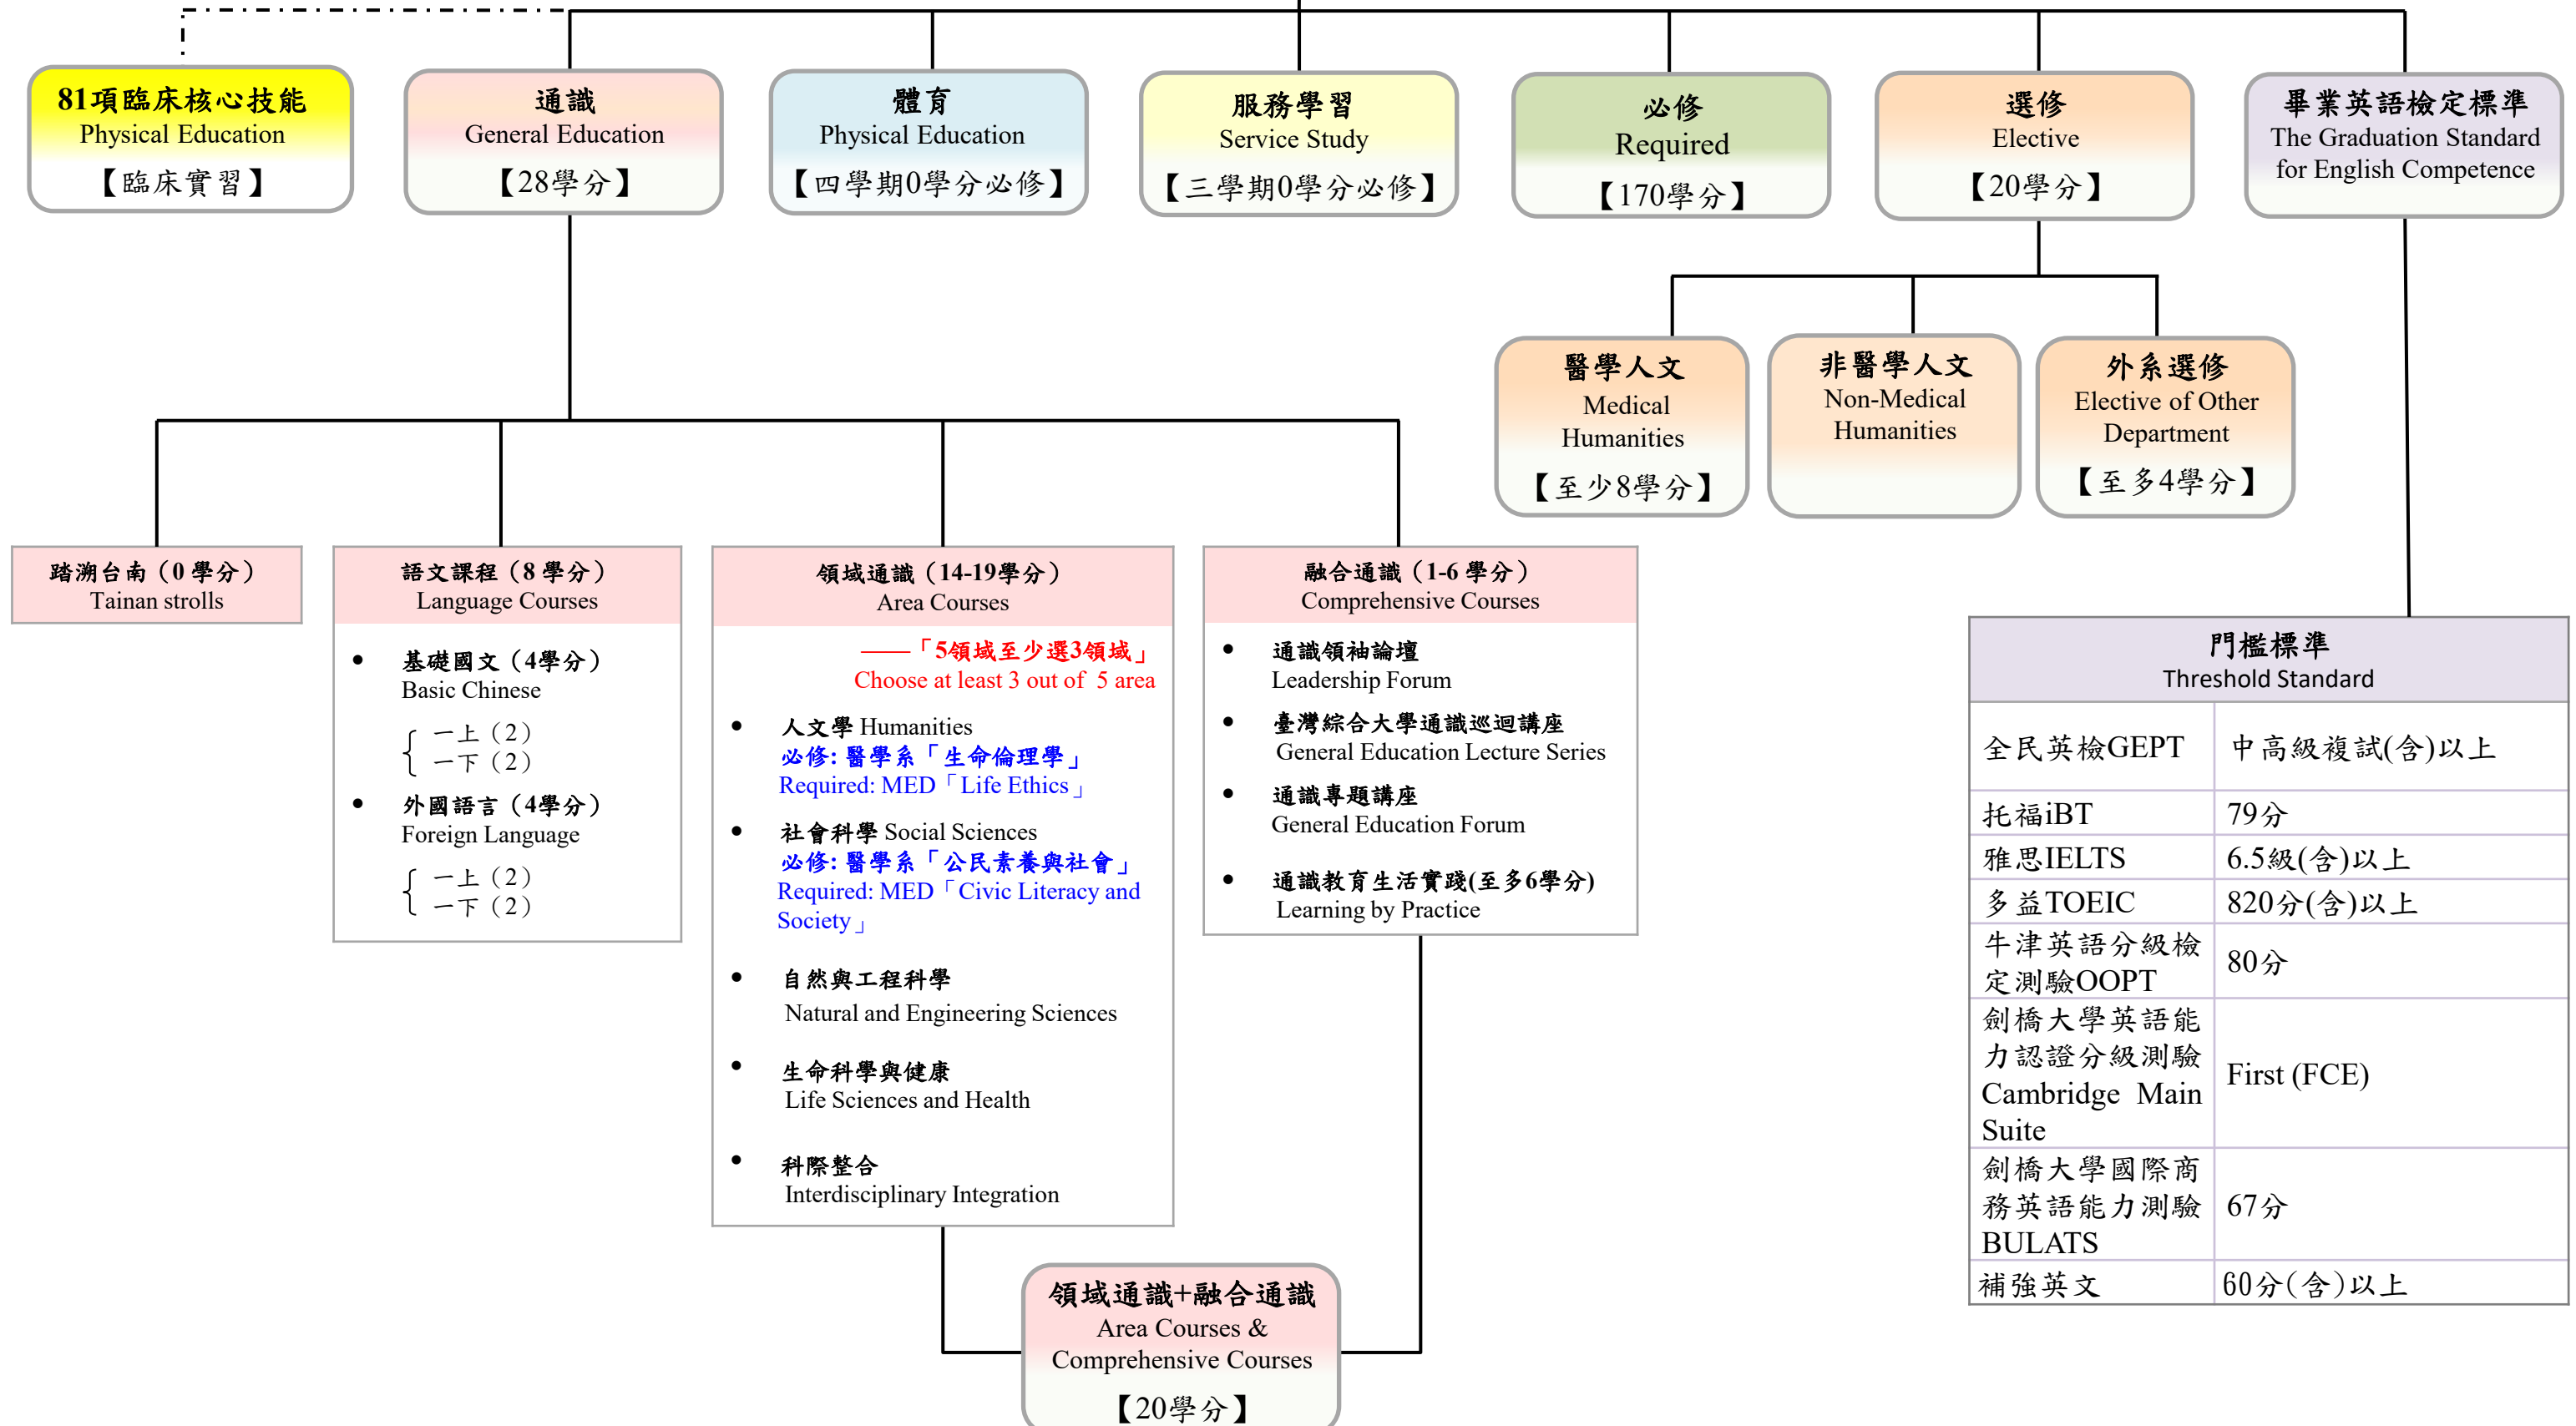 81項臨床核心技能
Physical Education
【臨床實習】
通識
General Education
【28學分】
體育
Physical Education
【四學期0學分必修】
服務學習
Service Study
【三學期0學分必修】
必修
Required
【170學分】
選修
Elective
【20學分】
畢業英語檢定標準
The Graduation Standard
for English Competence
醫學人文
Medical
Humanities
【至少8學分】
非醫學人文
Non-Medical
Humanities
外系選修
Elective of Other
Department
【至多4學分】
踏溯台南（0 學分）
Tainan strolls
語文課程（8 學分）
Language Courses
• 基礎國文（4學分）
Basic Chinese
一上（2）
一下（2）
• 外國語言（4學分）
Foreign Language
一上（2）
一下（2）
領域通識（14-19學分）
Area Courses
——「5領域至少選3領域」
Choose at least 3 out of 5 area
• 人文學 Humanities
必修: 醫學系「生命倫理學」
Required: MED「Life Ethics」
• 社會科學 Social Sciences
必修: 醫學系「公民素養與社會」
Required: MED「Civic Literacy and
Society」
• 自然與工程科學
Natural and Engineering Sciences
• 生命科學與健康
Life Sciences and Health
• 科際整合
Interdisciplinary Integration
融合通識（1-6 學分）
Comprehensive Courses
• 通識領袖論壇
Leadership Forum
• 臺灣綜合大學通識巡迴講座
General Education Lecture Series
• 通識專題講座
General Education Forum
• 通識教育生活實踐(至多6學分)
Learning by Practice
領域通識+融合通識
Area Courses &
Comprehensive Courses
【20學分】
門檻標準
Threshold Standard
全民英檢GEPT 中高級複試(含)以上
托福iBT 79分
雅思IELTS 6.5級(含)以上
多益TOEIC 820分(含)以上
牛津英語分級檢
定測驗OOPT
80分
劍橋大學英語能
力認證分級測驗
Cambridge Main
Suite
First (FCE)
劍橋大學國際商
務英語能力測驗
BULATS
67分
補強英文 60分(含)以上